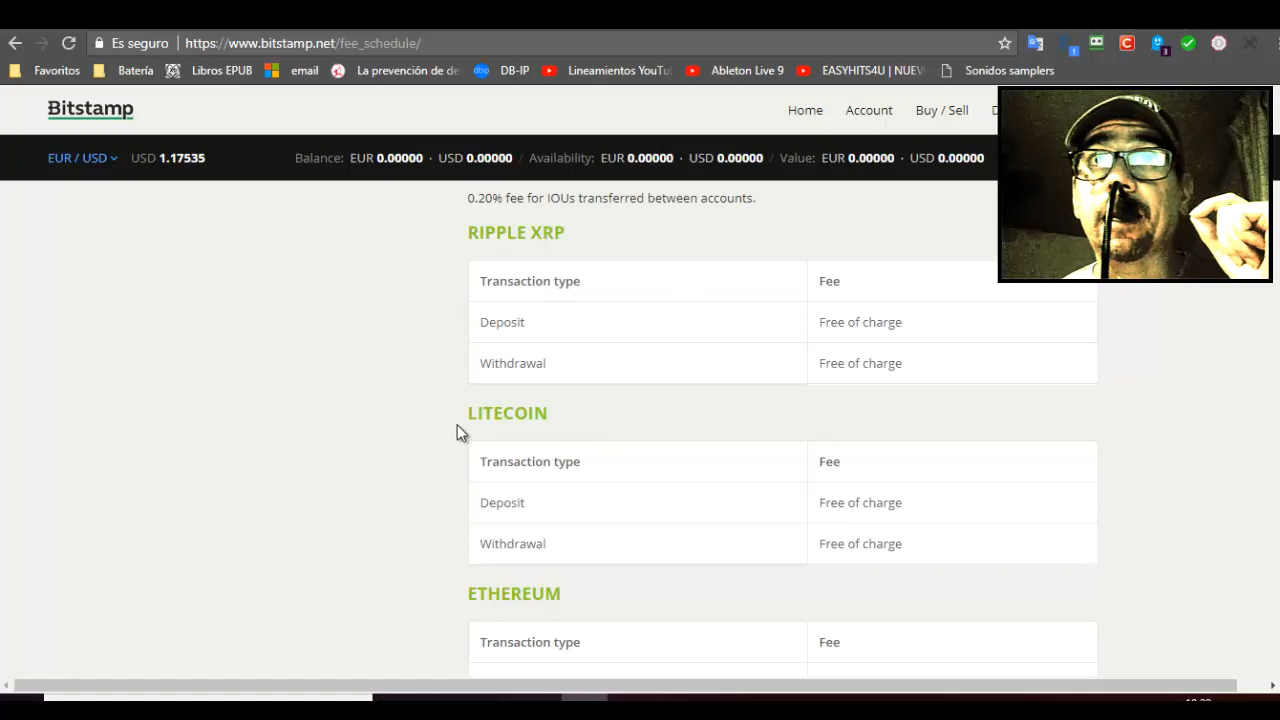 Es seguro https://www.bitstamp.net/fee_schedule/
1
3
Favoritos Batería Libros EPUB email La prevención de de DB-IP Lineamientos YouTu Ableton Live 9 EASYHITS4U | NUEV Sonidos samplers
Bitstamp Home Account Buy / Sell D
EUR / USD USD 1.17535 Balance: EUR 0.00000 · USD 0.00000 / Availability: EUR 0.00000 · USD 0.00000 / Value: EUR 0.00000 · USD 0.00000
0.20% fee for IOUs transferred between accounts.
RIPPLE XRP
Transaction type Fee
Deposit Free of charge
Withdrawal Free of charge
LITECOIN
Transaction type Fee
Deposit Free of charge
Withdrawal Free of charge
ETHEREUM
Transaction type Fee